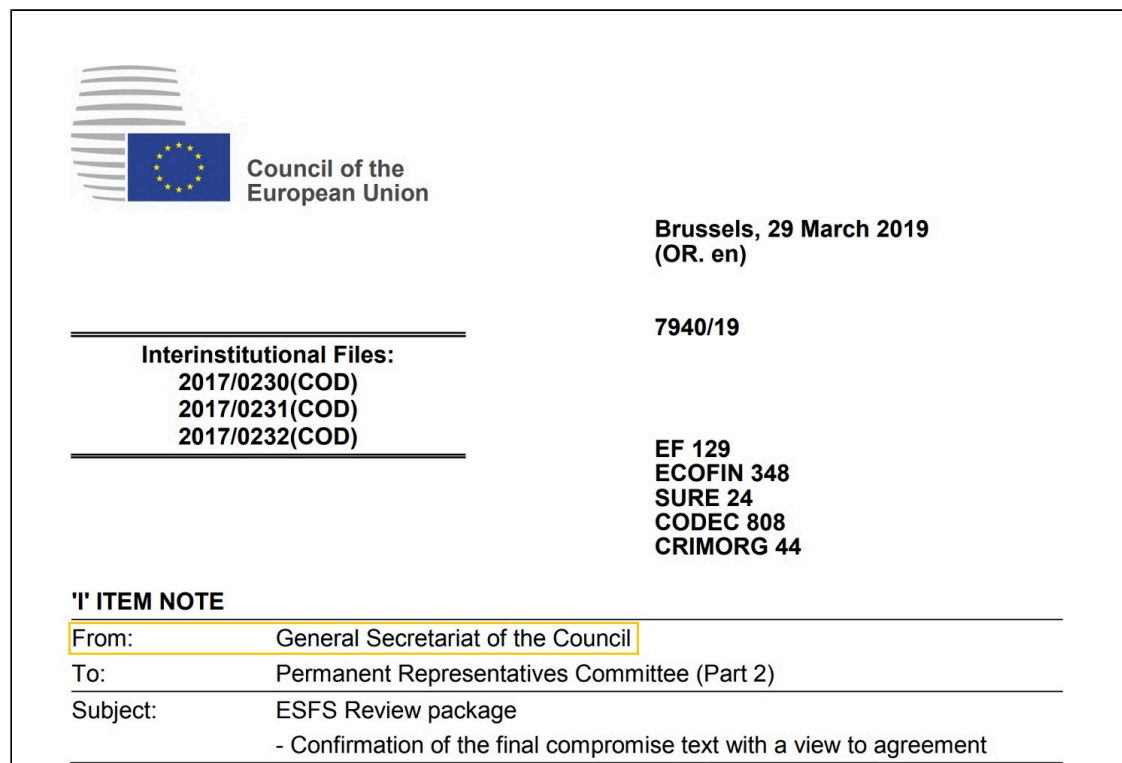 Council of the
European Union
Brussels, 29 March 2019
(OR. en)
7940/19
Interinstitutional Files:
2017/0230(COD)
2017/0231(COD)
2017/0232(COD)
EF 129
ECOFIN 348
SURE 24
CODEC 808
CRIMORG 44
'I' ITEM NOTE
From: General Secretariat of the Council
To: Permanent Representatives Committee (Part 2)
Subject: ESFS Review package
- Confirmation of the final compromise text with a view to agreement